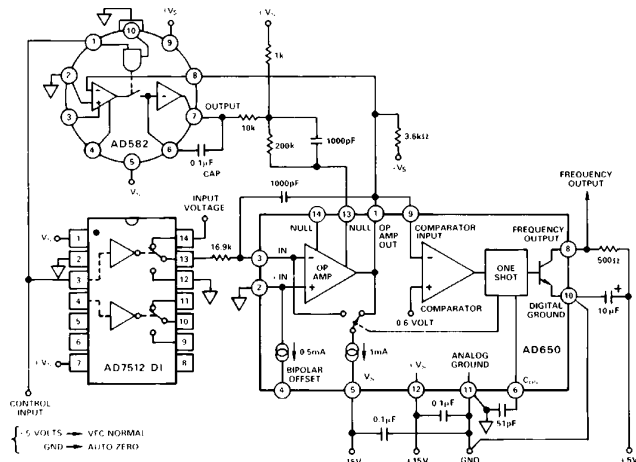 +VS
+VS
10
1
9
2
8
1k
3
OUTPUT
7
10k
3.6kΩ
AD582
4
6
200k
1000pF
0.1µF
CAP
5
-VS
VS
INPUT
VOLTAGE
1000pF
FREQUENCY
OUTPUT
14
13
1
9
NULL
NULL
OP
AMP
OUT
COMPARATOR
INPUT
FREQUENCY
OUTPUT
VS
1
14
2
13
16.9k
3
IN
OP
AMP
ONE
SHOT
8
3
12
2
+ IN
500Ω
4
11
COMPARATOR
DIGITAL
GROUND
10
5
10
0.6 VOLT
10µF
+
6
9
0.5mA
1mA
AD650
+VS
7
8
BIPOLAR
OFFSET
VS
+VS
ANALOG
GROUND
COS
AD7512 DI
4
5
12
11
6
CONTROL
INPUT
0.1µF
0.1µF
51pF
5 VOLTS
VFC NORMAL
GND
AUTO ZERO
15V
+15V
GND
+5V